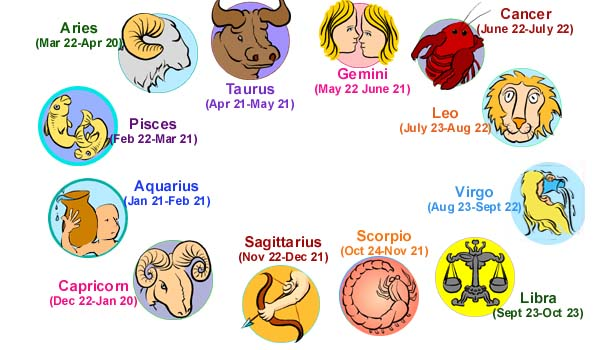 Aries
(Mar 22-Apr 20)
Taurus
(Apr 21-May 21)
Gemini
(May 22 June 21)
Cancer
(June 22-July 22)
Leo
(July 23-Aug 22)
Virgo
(Aug 23-Sept 22)
Libra
(Sept 23-Oct 23)
Scorpio
(Oct 24-Nov 21)
Sagittarius
(Nov 22-Dec 21)
Capricorn
(Dec 22-Jan 20)
Aquarius
(Jan 21-Feb 21)
Pisces
(Feb 22-Mar 21)